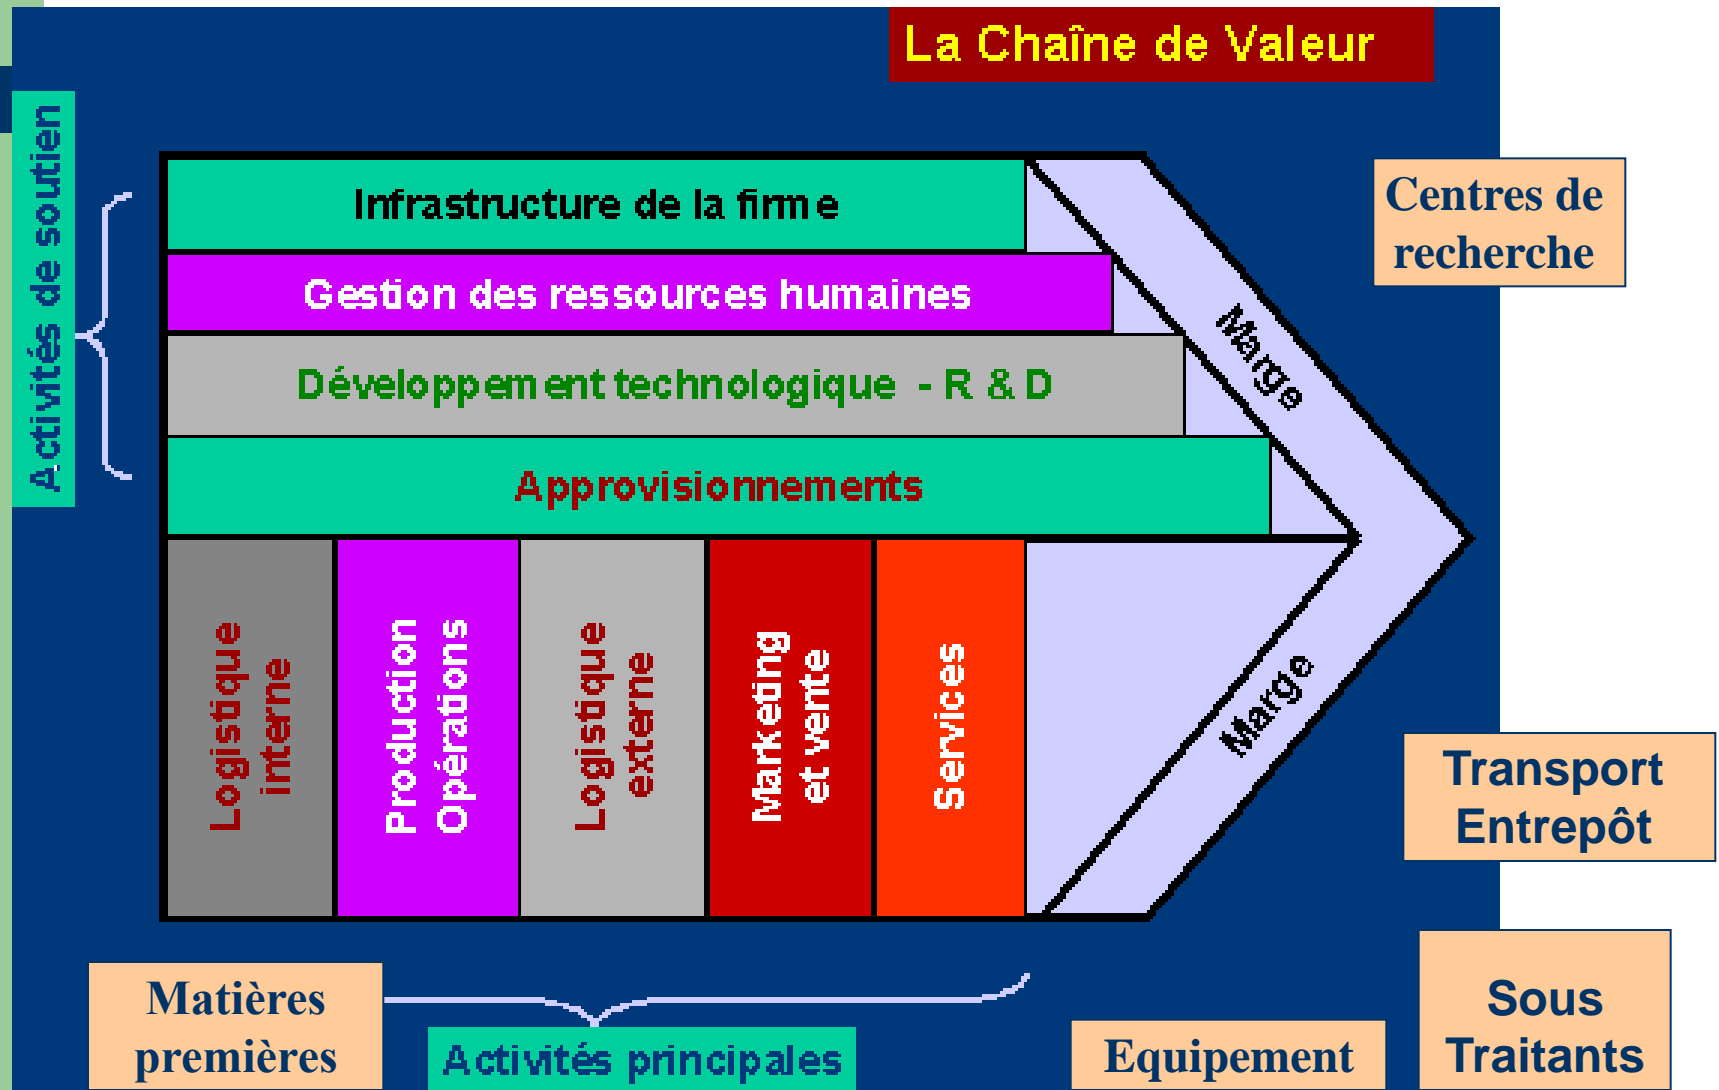 La Chaîne de Valeur
Activités de soutien
Infrastructure de la firme
Gestion des ressources humaines
Développement technologique - R & D
Approvisionnements
Marge
Centres de
recherche
Logistique
interne
Production
Opérations
Logistique
externe
Marketing
et vente
Services
Marge
Transport
Entrepôt
Matières
premières
Activités principales
Equipement
Sous
Traitants